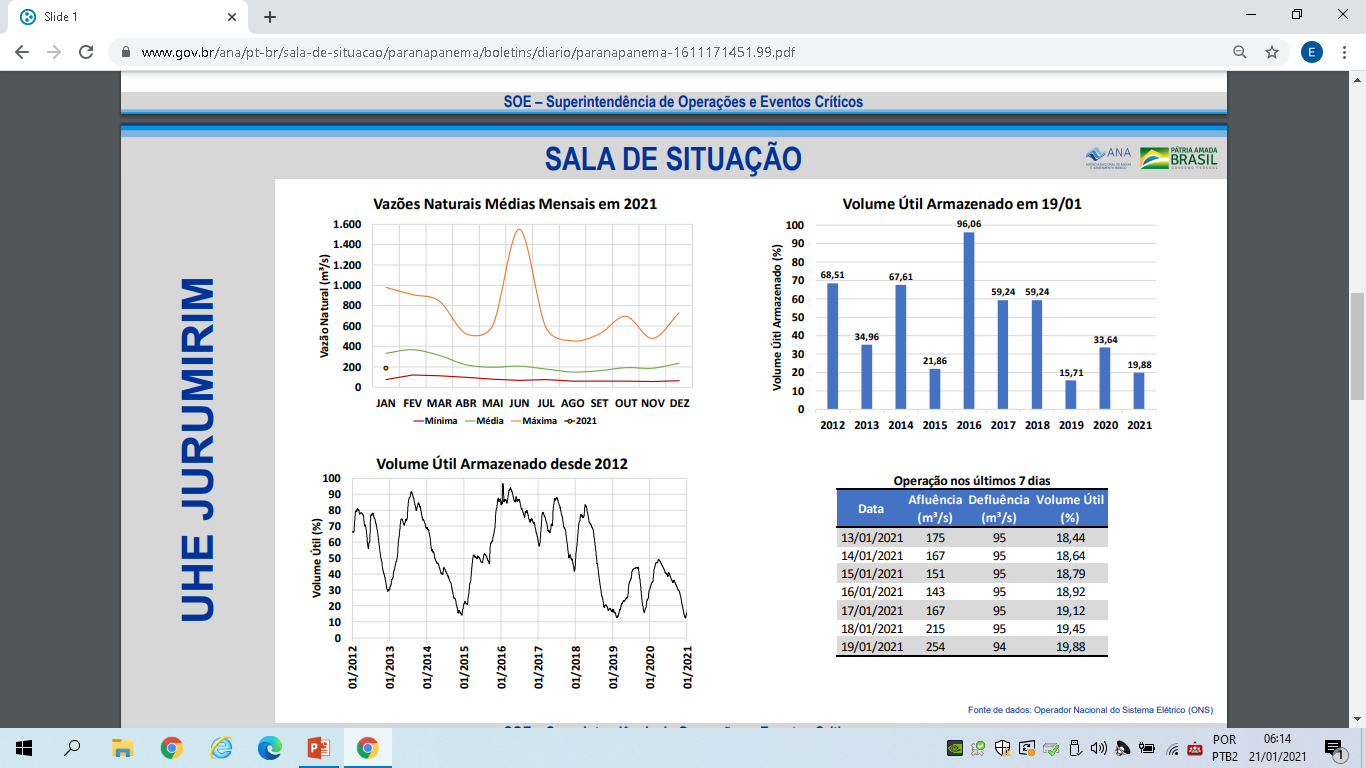 Slide 1
www.gov.br/ana/pt-br/sala-de-situacao/paranapanema/boletins/diario/paranapanema-1611171451.99.pdf
E
SOE – Superintendência de Operações e Eventos Críticos
SALA DE SITUAÇÃO
ANA
PÁTRIA AMADA
BRASIL
GOVERNO FEDERAL
UHE JURUMIRIM
Vazões Naturais Médias Mensais em 2021
Vazão Natural (m³/s)
1.600
1.400
1.200
1.000
800
600
400
200
0
JAN FEV MAR ABR MAI JUN JUL AGO SET OUT NOV DEZ
Mínima Média Máxima 2021
Volume Útil Armazenado em 19/01
Volume Úitl Armazenado (%)
100
90
80
70
60
50
40
30
20
10
0
68,51 34,96 67,61 21,86 96,06 59,24 59,24 15,71 33,64 19,88
2012 2013 2014 2015 2016 2017 2018 2019 2020 2021
Volume Útil Armazenado desde 2012
Volume Útil (%)
100
90
80
70
60
50
40
30
20
10
0
01/2012 01/2013 01/2014 01/2015 01/2016 01/2017 01/2018 01/2019 01/2020 01/2021
Operação nos últimos 7 dias
Data Afluência (m³/s) Defluência (m³/s) Volume Útil (%)
13/01/2021 175 95 18,44
14/01/2021 167 95 18,64
15/01/2021 151 95 18,79
16/01/2021 143 95 18,92
17/01/2021 167 95 19,12
18/01/2021 215 95 19,45
19/01/2021 254 94 19,88
Fonte de dados: Operador Nacional do Sistema Elétrico (ONS)
POR
PTB2
06:14
21/01/2021
1